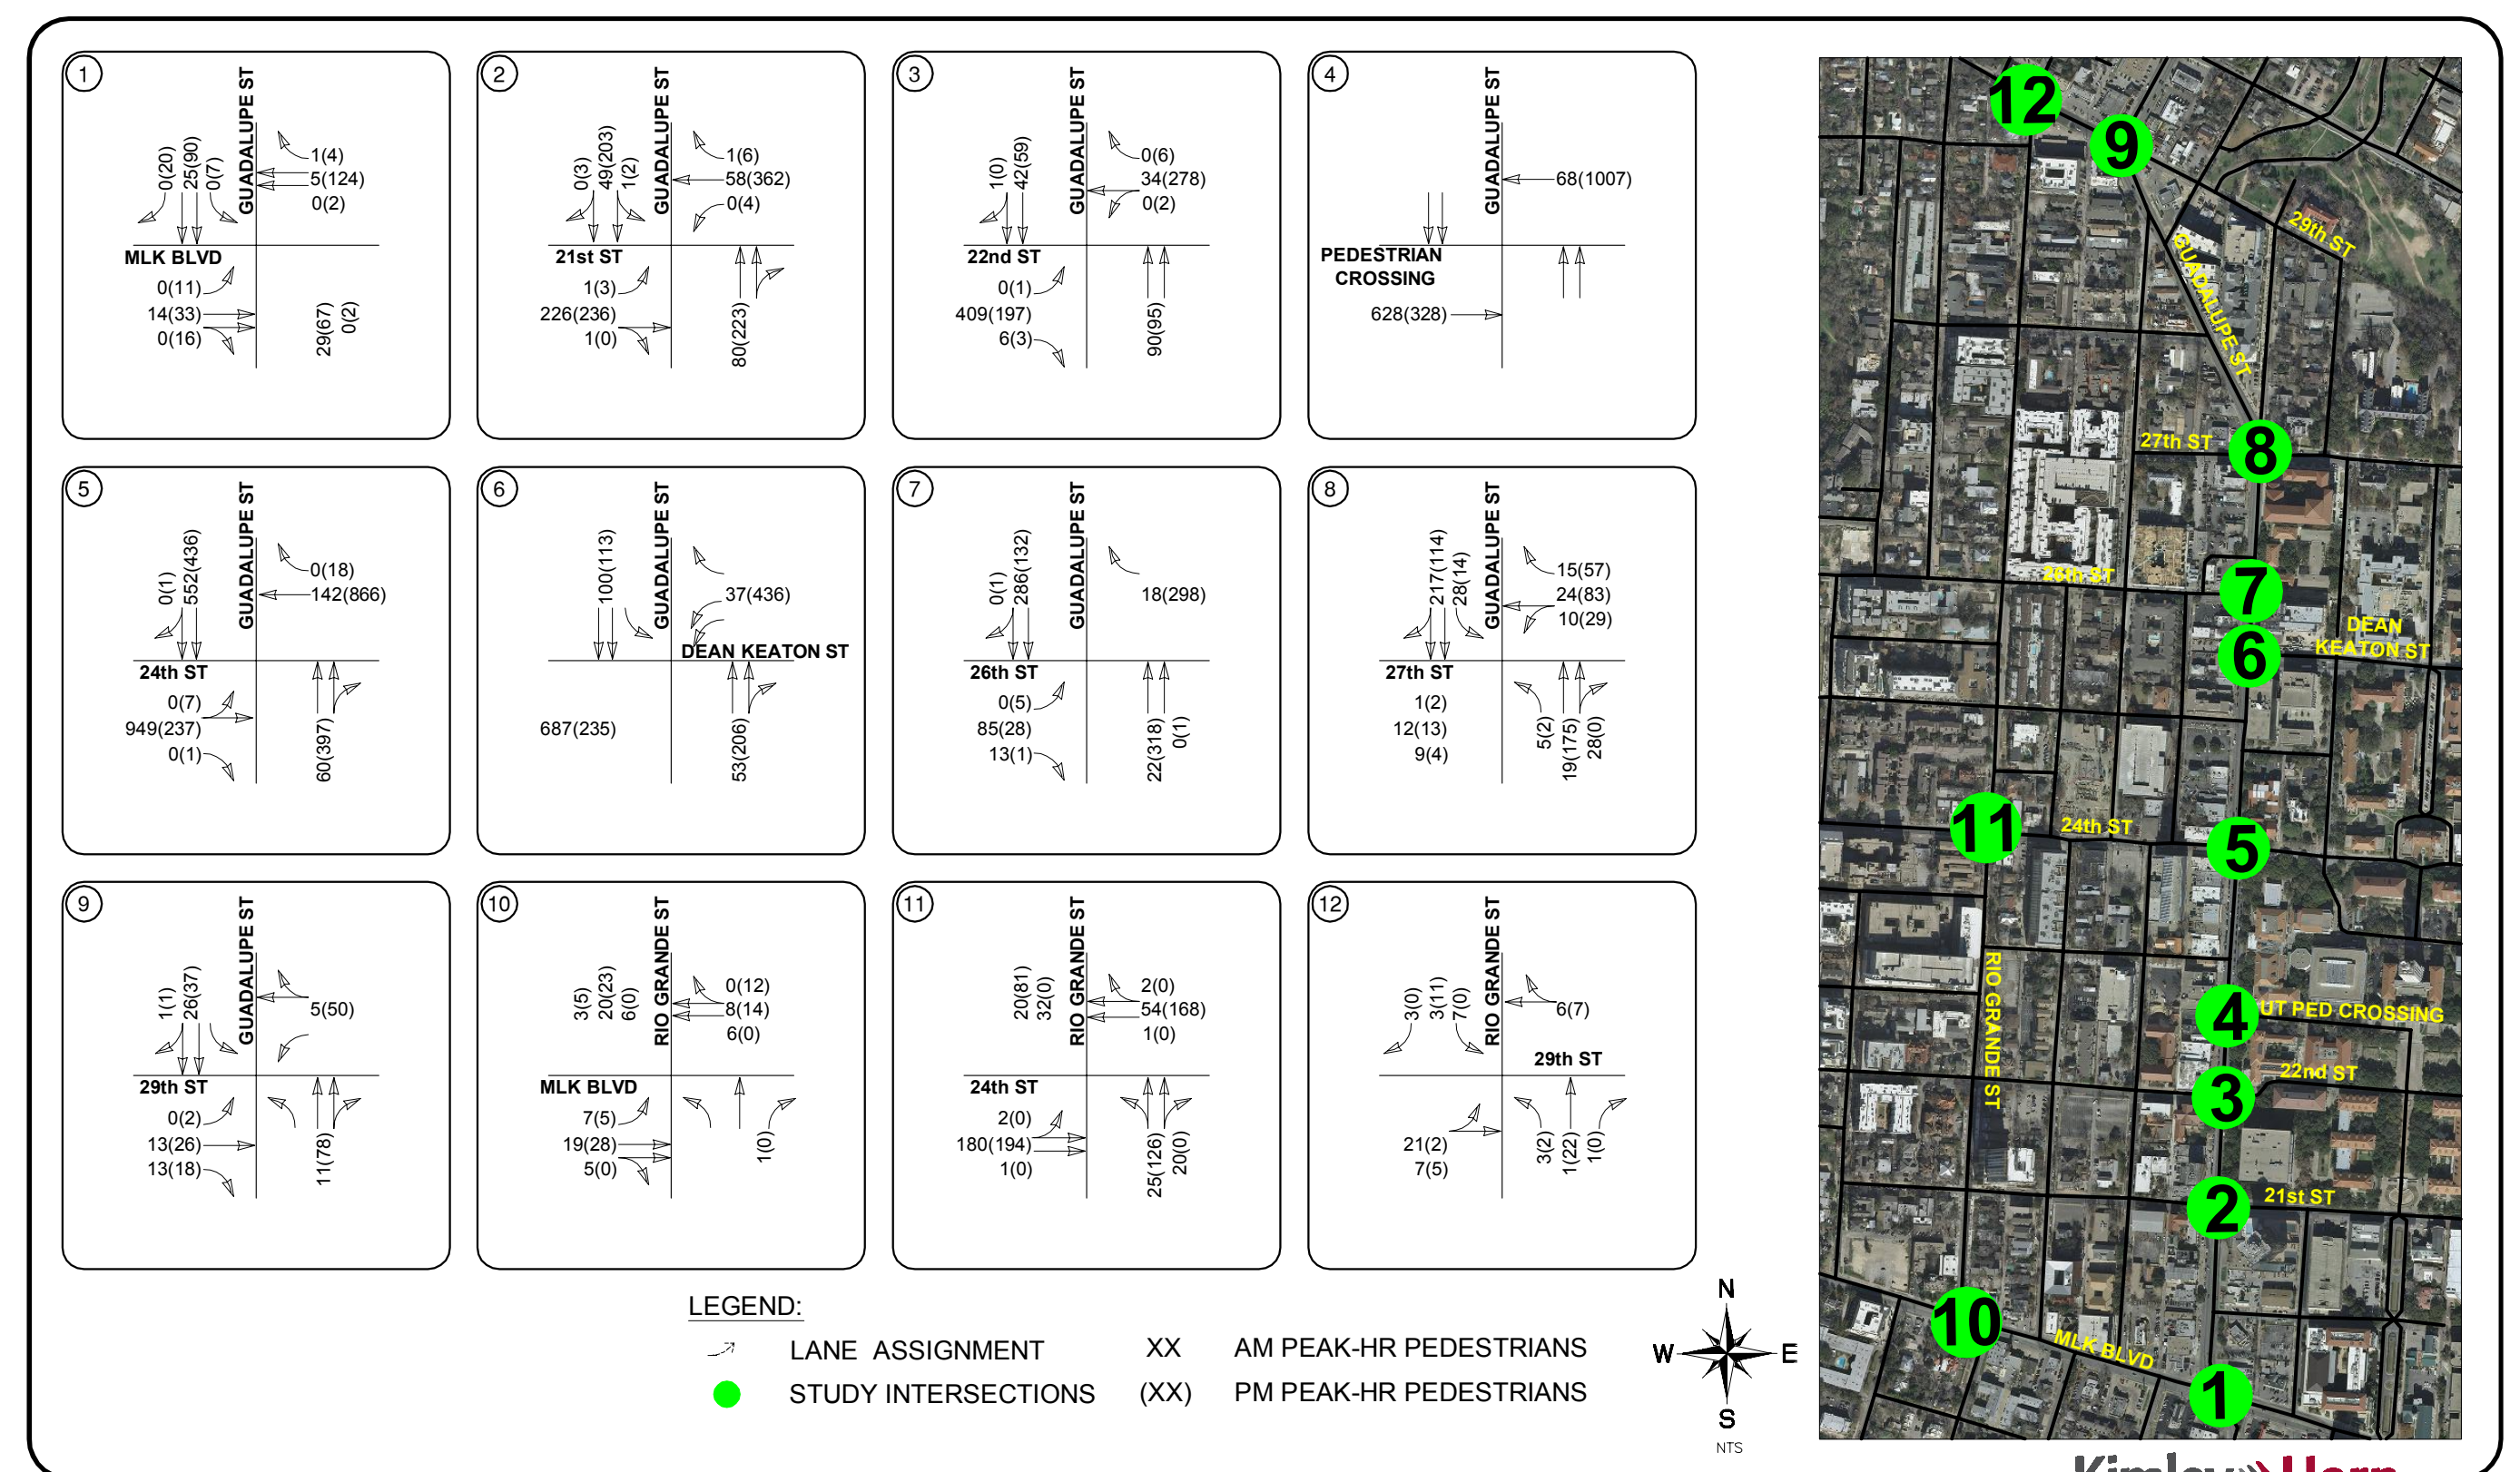 1
GUADALUPE ST
0(20)
25(90)
0(7)
1(4)
5(124)
0(2)
MLK BLVD
0(11)
14(33)
0(16)
29(67)
0(2)
2
GUADALUPE ST
0(3)
49(203)
1(2)
1(6)
58(362)
0(4)
21st ST
1(3)
226(236)
1(0)
80(223)
3
GUADALUPE ST
1(0)
42(59)
0(6)
34(278)
0(2)
22nd ST
0(1)
409(197)
6(3)
90(95)
4
GUADALUPE ST
68(1007)
PEDESTRIAN
CROSSING
628(328)
5
GUADALUPE ST
0(1)
552(436)
0(18)
142(866)
24th ST
0(7)
949(237)
0(1)
60(397)
6
GUADALUPE ST
100(113)
37(436)
DEAN KEATON ST
687(235)
53(206)
7
GUADALUPE ST
0(1)
286(132)
18(298)
26th ST
0(5)
85(28)
13(1)
22(318)
0(1)
8
GUADALUPE ST
217(114)
28(14)
15(57)
24(83)
10(29)
27th ST
1(2)
12(13)
9(4)
5(2)
19(175)
28(0)
9
GUADALUPE ST
1(1)
26(37)
5(50)
29th ST
0(2)
13(26)
13(18)
11(78)
10
RIO GRANDE ST
3(5)
20(23)
6(0)
0(12)
8(14)
6(0)
MLK BLVD
7(5)
19(28)
5(0)
1(0)
11
RIO GRANDE ST
20(81)
32(0)
2(0)
54(168)
1(0)
24th ST
2(0)
180(194)
1(0)
25(126)
20(0)
12
RIO GRANDE ST
3(0)
3(11)
7(0)
6(7)
29th ST
21(2)
7(5)
3(2)
1(22)
1(0)
LEGEND:
LANE ASSIGNMENT
XX AM PEAK-HR PEDESTRIANS
STUDY INTERSECTIONS
(XX) PM PEAK-HR PEDESTRIANS
N
W
E
S
NTS
12
9
29th ST
GUADALUPE ST
27th ST
8
26th ST
7
DEAN
KEATON ST
6
11
24th ST
5
RIO GRANDE ST
4
UT PED CROSSING
22nd ST
3
21st ST
2
10
MLK BLVD
1
Kimley»Horn